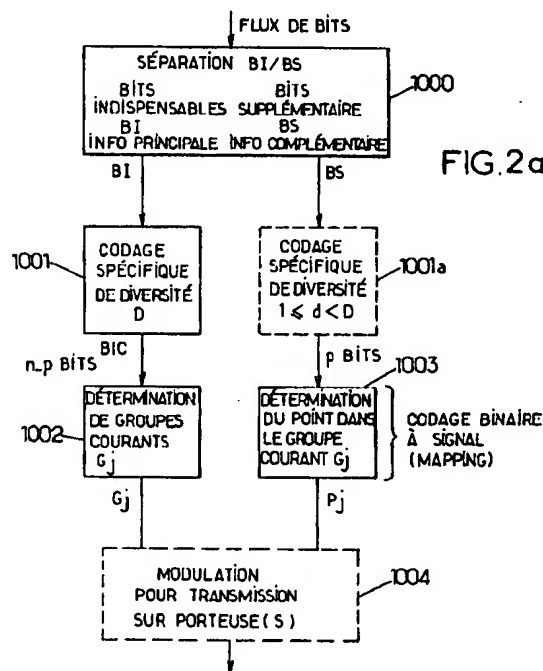 FLUX DE BITS
SÉPARATION BI/BS
BITS BITS
INDISPENSABLES SUPPLÉMENTAIRE
BI BS
INFO PRINCIPALE INFO COMPLÉMENTAIRE
1000
FIG.2a
BI BS
1001
CODAGE
SPÉCIFIQUE
DE DIVERSITÉ
D
CODAGE
SPÉCIFIQUE
DE DIVERSITÉ
1 ≤ d < D
1001a
BIC
n_p BITS
p BITS
1003
1002
DÉTERMINATION
DE GROUPES
COURANTS
Gj
DÉTERMINATION
DU POINT DANS
LE GROUPE
COURANT Gj
CODAGE BINAIRE
À SIGNAL
(MAPPING)
Gj Pj
MODULATION
POUR TRANSMISSION
SUR PORTEUSE(S)
1004